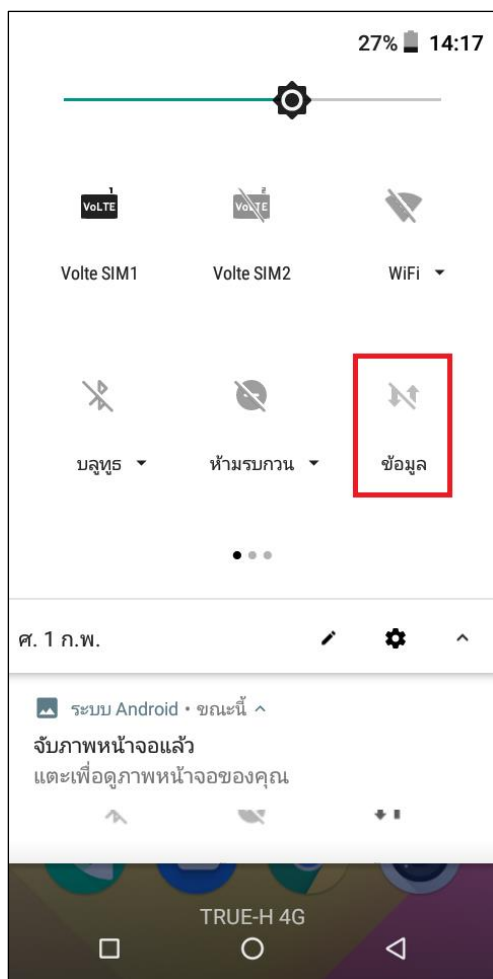 27% 14:17
1 2
VoLTE VoLTE
Volte SIM1 Volte SIM2 WiFi
บลูทูธ ห้ามรบกวน ข้อมูล
ศ. 1 ก.พ.
ระบบ Android • ขณะนี้
จับภาพหน้าจอแล้ว
แตะเพื่อดูภาพหน้าจอของคุณ
TRUE-H 4G